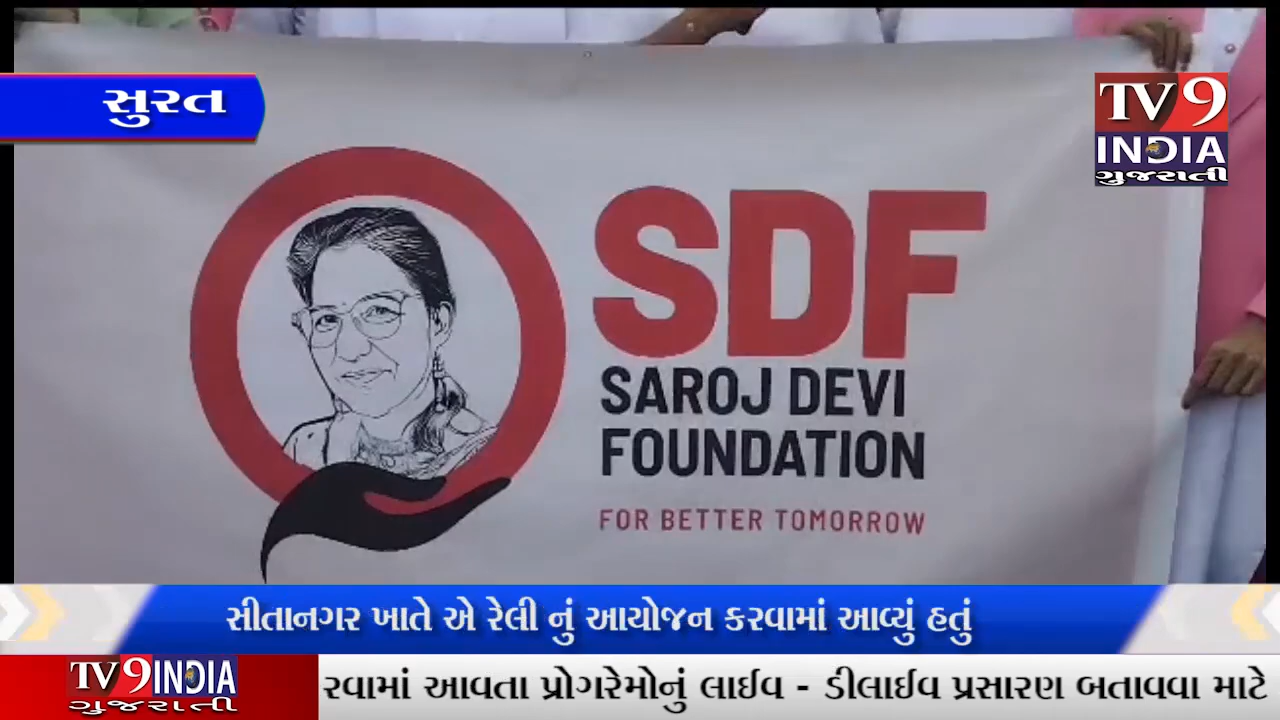 સુરત
TV9
INDIA
ગુજરાતી
SDF
SAROJ DEVI
FOUNDATION
FOR BETTER TOMORROW
સીતાનગર ખાતે એ રેલી નું આયોજન કરવામાં આવ્યું હતું
TV9INDIA
ગુજરાતી
રવામાં આવતા પ્રોગરેમોનું લાઈવ - ડીલાઈવ પ્રસારણ બતાવવા માટે